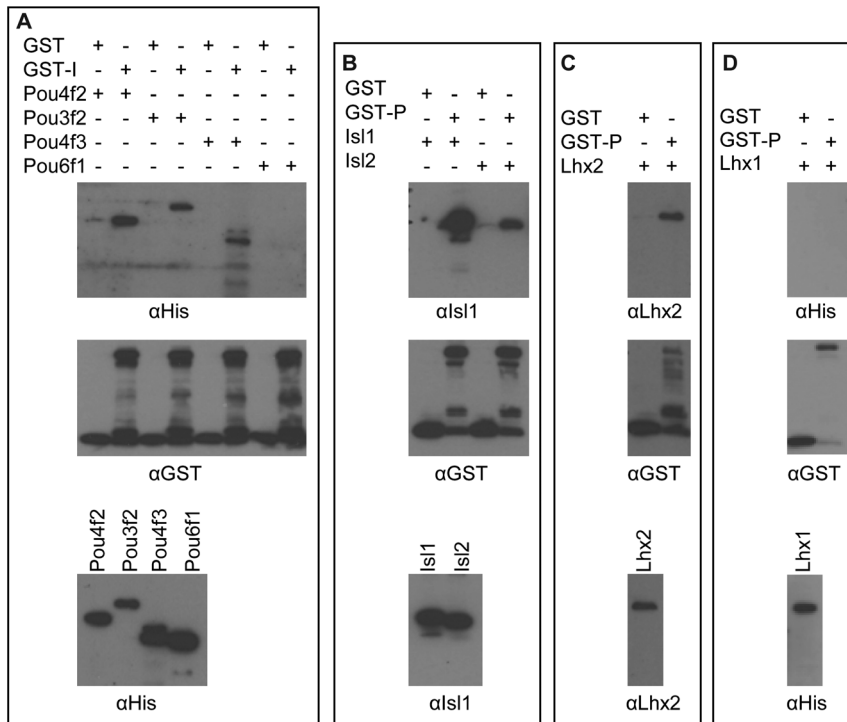 A
GST + - + - + - + -
GST-I - + - + - + - +
Pou4f2 + + - - - - - -
Pou3f2 - - + + - - - -
Pou4f3 - - - - + + - -
Pou6f1 - - - - - - + +
αHis
αGST
Pou4f2 Pou3f2 Pou4f3 Pou6f1
αHis
B
GST + - + -
GST-P - + - +
Isl1 + + - -
Isl2 - - + +
αIsl1
αGST
Isl1 Isl2
αIsl1
C
GST + -
GST-P - +
Lhx2 + +
αLhx2
αGST
Lhx2
αLhx2
D
GST + -
GST-P - +
Lhx1 + +
αHis
αGST
Lhx1
αHis